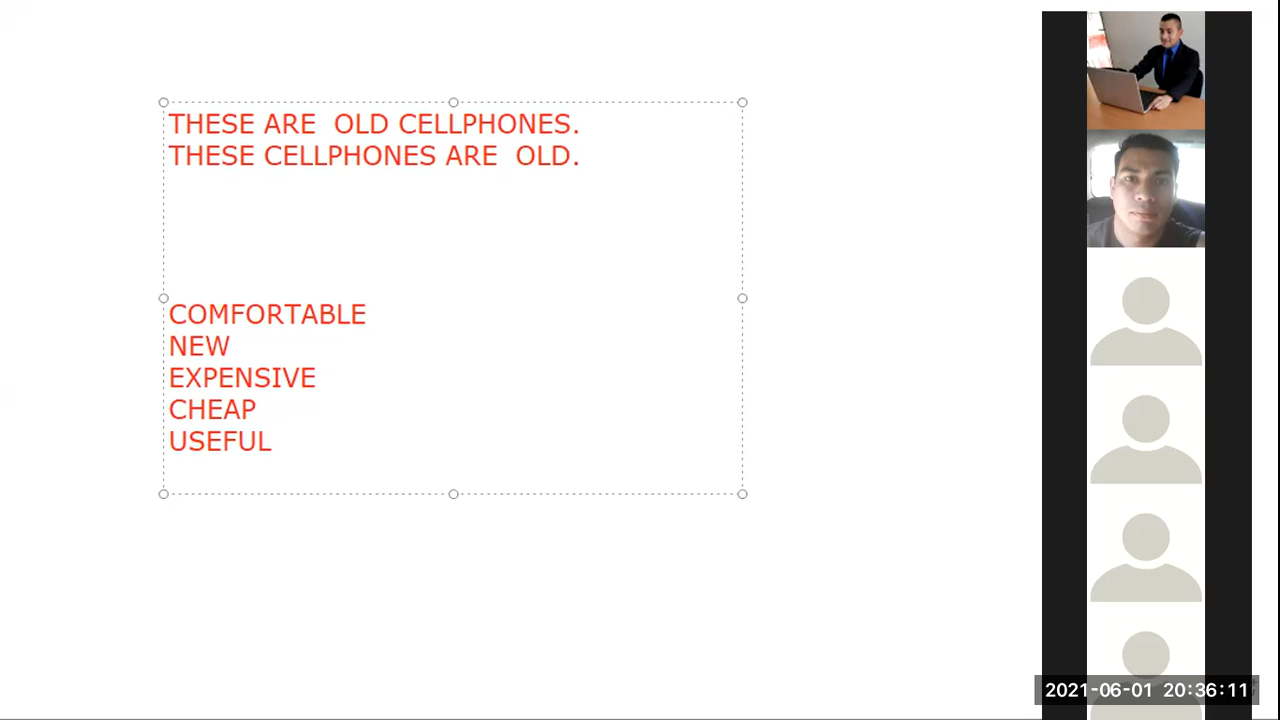 THESE ARE  OLD CELLPHONES.
THESE CELLPHONES ARE  OLD.
COMFORTABLE
NEW
EXPENSIVE
CHEAP
USEFUL
2021-06-01 20:36:11